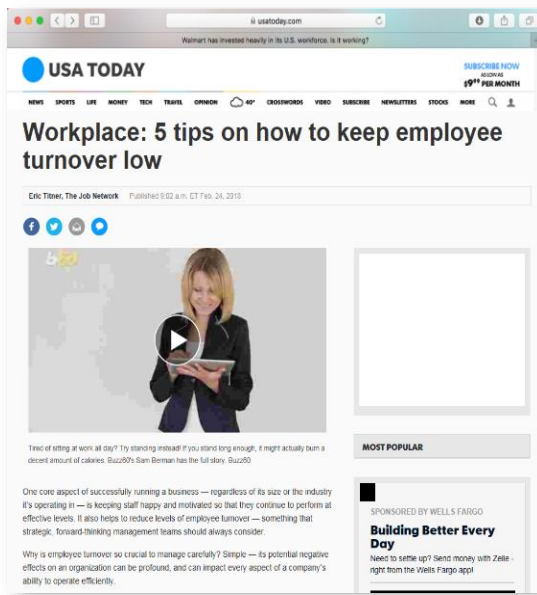 usatoday.com
Walmart has invested heavily in its U.S. workforce. Is it working?
USA TODAY
SUBSCRIBE NOW
AS LOW AS
$9⁹⁹ PER MONTH
NEWS SPORTS LIFE MONEY TECH TRAVEL OPINION 40° CROSSWORDS VIDEO SUBSCRIBE NEWSLETTERS STOCKS MORE
Workplace: 5 tips on how to keep employee
turnover low
Eric Titner, The Job Network Published 9:02 a.m. ET Feb. 24, 2018
Tired of sitting at work all day? Try standing instead! If you stand long enough, it might actually burn a
decent amount of calories. Buzz60's Sam Berman has the full story. Buzz60
One core aspect of successfully running a business — regardless of its size or the industry
it's operating in — is keeping staff happy and motivated so that they continue to perform at
effective levels. It also helps to reduce levels of employee turnover — something that
strategic, forward-thinking management teams should always consider.
Why is employee turnover so crucial to manage carefully? Simple — its potential negative
effects on an organization can be profound, and can impact every aspect of a company's
ability to operate efficiently.
MOST POPULAR
SPONSORED BY WELLS FARGO
Building Better Every
Day
Need to settle up? Send money with Zelle -
right from the Wells Fargo app!